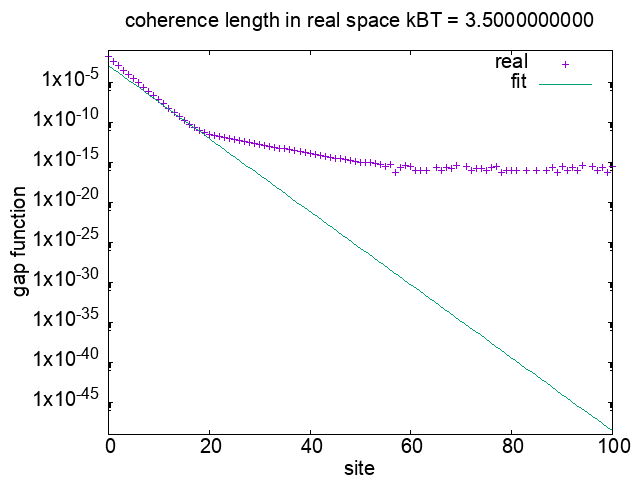 coherence length in real space kBT = 3.5000000000
real
fit
1x10^-5
1x10^-10
1x10^-15
1x10^-20
1x10^-25
1x10^-30
1x10^-35
1x10^-40
1x10^-45
gap function
0 20 40 60 80 100
site